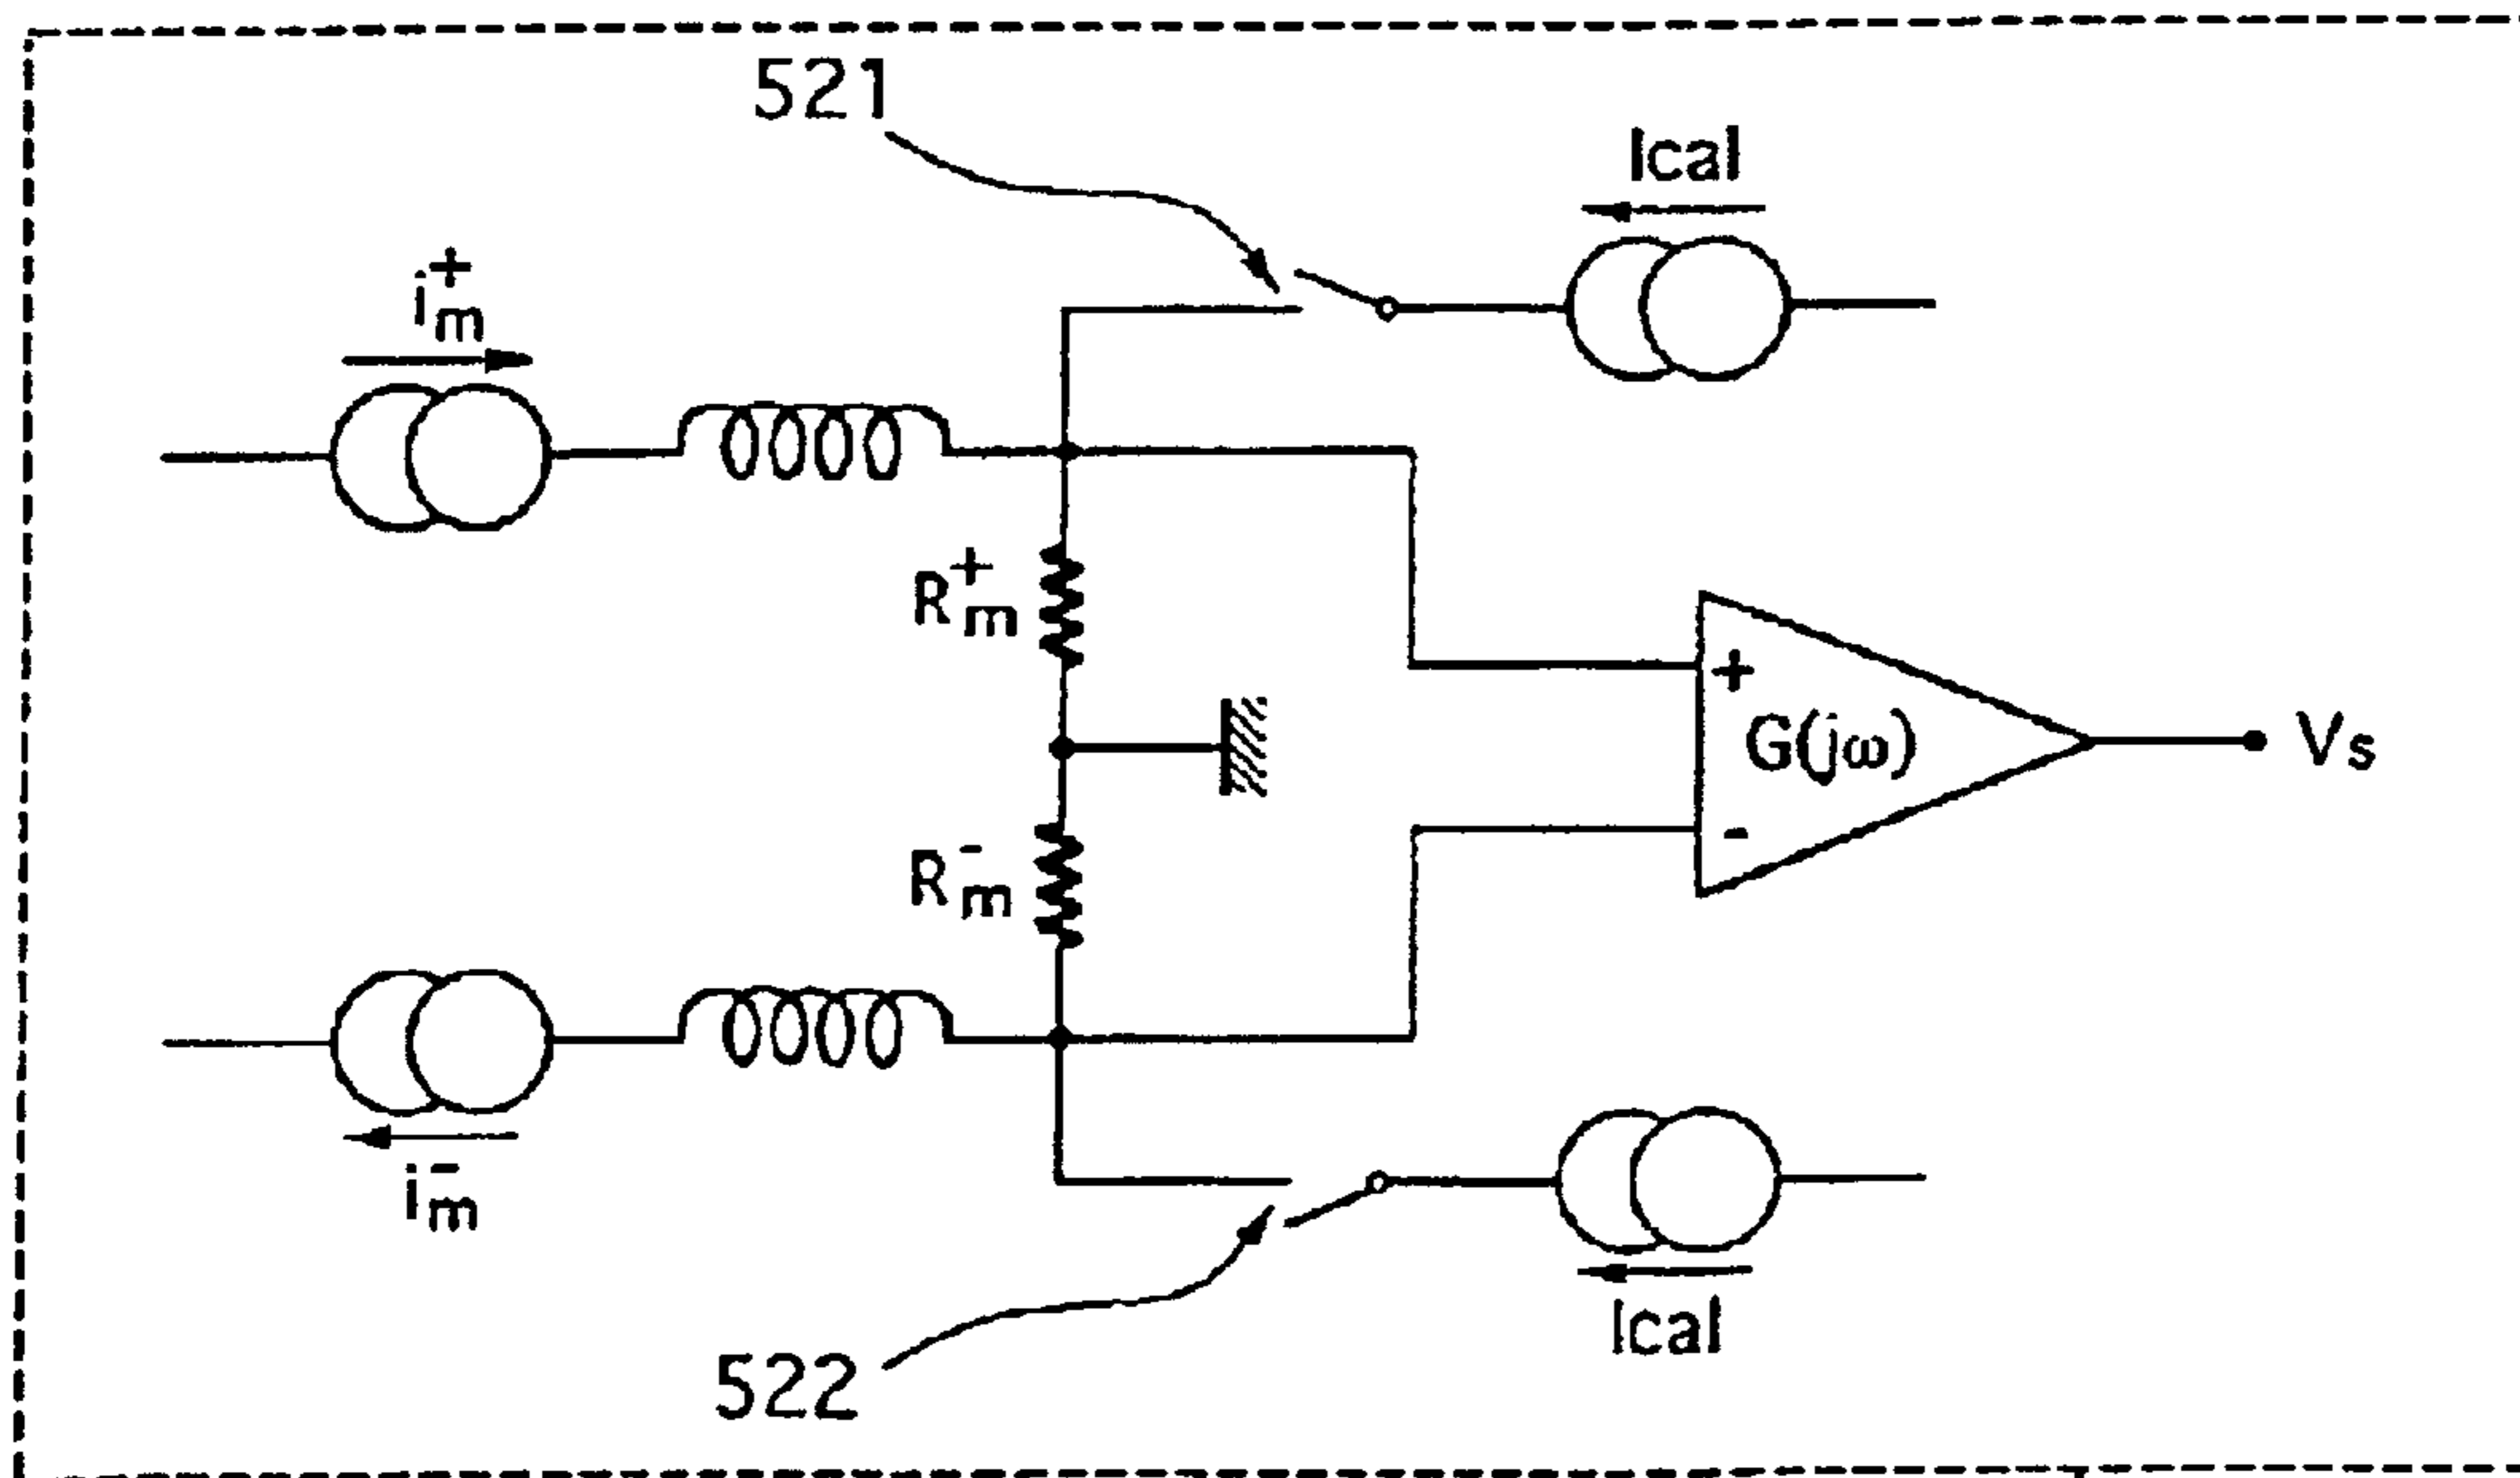 521
Ical
i+m
R+m
+
G(jω)
Vs
-
R-m
i-m
Ical
522